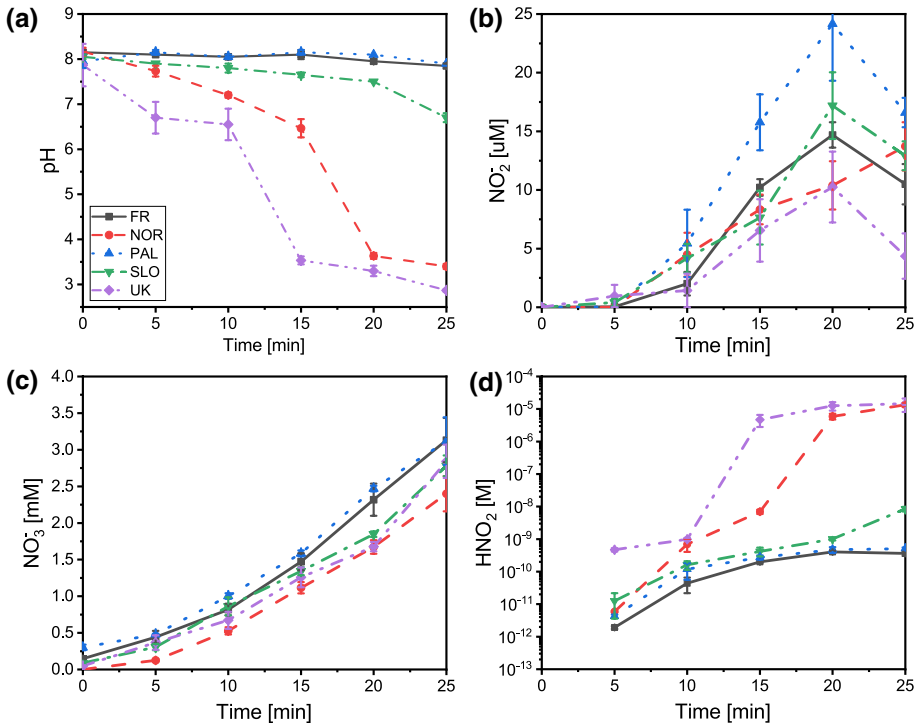 (a)
pH
8
7
6
5
4
3
FR
NOR
PAL
SLO
UK
0 5 10 15 20 25
Time [min]
(b)
NO₂⁻ [uM]
25
20
15
10
5
0
0 5 10 15 20 25
Time [min]
(c)
NO₃⁻ [mM]
4.0
3.5
3.0
2.5
2.0
1.5
1.0
0.5
0.0
0 5 10 15 20 25
Time [min]
(d)
HNO₂ [M]
10⁻⁴
10⁻⁵
10⁻⁶
10⁻⁷
10⁻⁸
10⁻⁹
10⁻¹⁰
10⁻¹¹
10⁻¹²
10⁻¹³
0 5 10 15 20 25
Time [min]